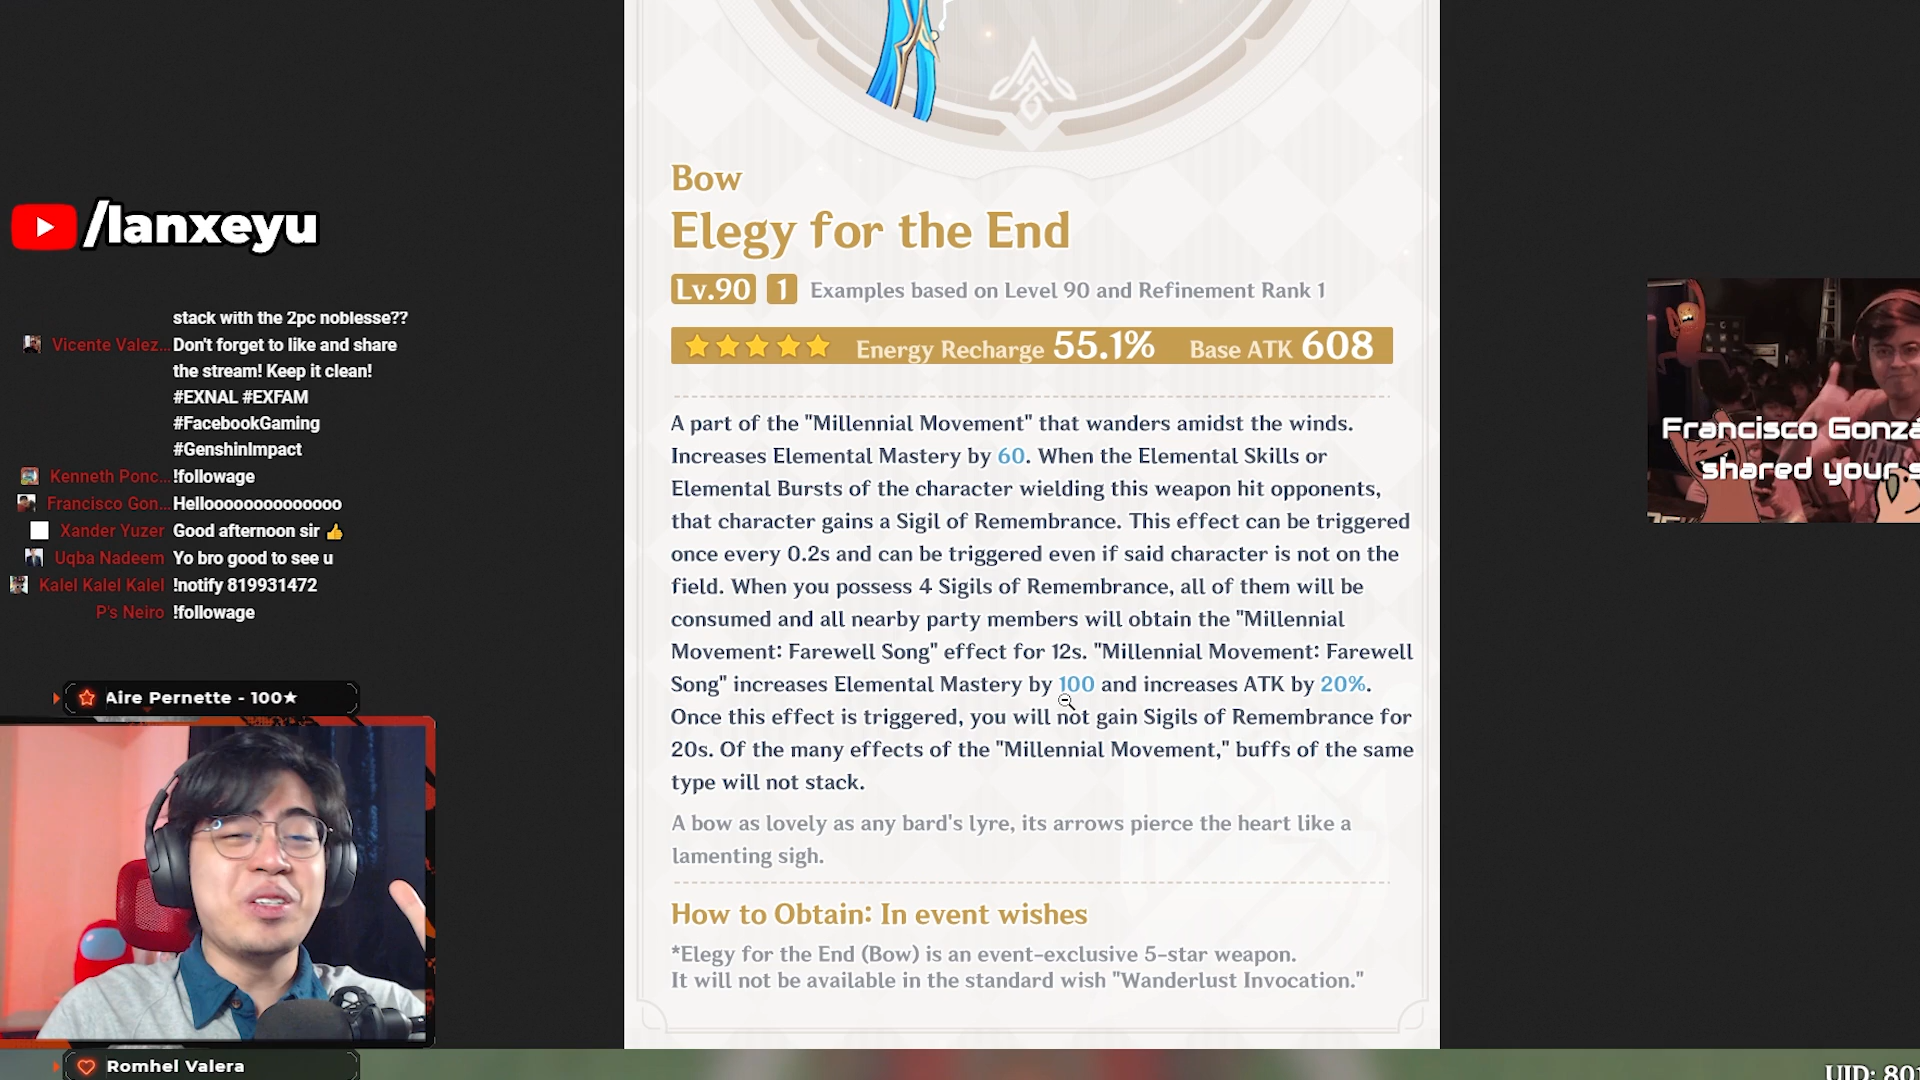 /lanxeyu
stack with the 2pc noblesse??
Vicente Valez... Don't forget to like and share
the stream! Keep it clean!
#EXNAL #EXFAM
#FacebookGaming
#GenshinImpact
Kenneth Ponc... !followage
Francisco Gon... Hellooooooooooooooo
Xander Yuzer Good afternoon sir 👍
Uqba Nadeem Yo bro good to see u
Kalel Kalel Kalel !notify 819931472
P's Neiro !followage
Aire Pernette - 100★
Romhel Valera
Bow
Elegy for the End
Lv.90 1 Examples based on Level 90 and Refinement Rank 1
Energy Recharge 55.1% Base ATK 608
A part of the "Millennial Movement" that wanders amidst the winds.
Increases Elemental Mastery by 60. When the Elemental Skills or
Elemental Bursts of the character wielding this weapon hit opponents,
that character gains a Sigil of Remembrance. This effect can be triggered
once every 0.2s and can be triggered even if said character is not on the
field. When you possess 4 Sigils of Remembrance, all of them will be
consumed and all nearby party members will obtain the "Millennial
Movement: Farewell Song" effect for 12s. "Millennial Movement: Farewell
Song" increases Elemental Mastery by 100 and increases ATK by 20%.
Once this effect is triggered, you will not gain Sigils of Remembrance for
20s. Of the many effects of the "Millennial Movement," buffs of the same
type will not stack.
A bow as lovely as any bard's lyre, its arrows pierce the heart like a
lamenting sigh.
How to Obtain: In event wishes
*Elegy for the End (Bow) is an event-exclusive 5-star weapon.
It will not be available in the standard wish "Wanderlust Invocation."
Francisco Gonzá
shared your s
UID: 801